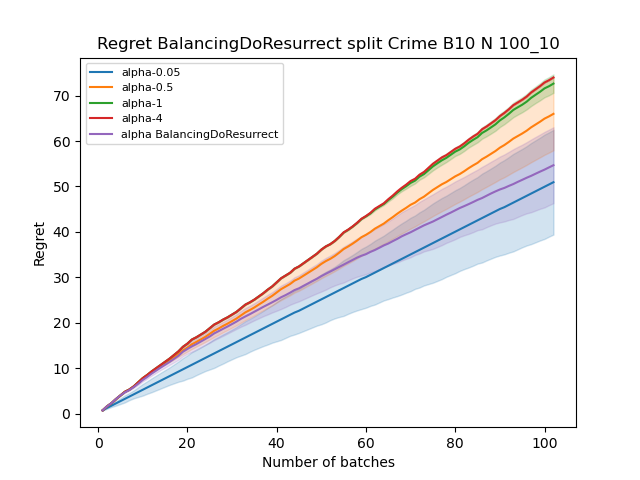 Regret BalancingDoResurrect split Crime B10 N 100_10
alpha-0.05
alpha-0.5
alpha-1
alpha-4
alpha BalancingDoResurrect
70
60
50
40
30
20
10
0
Regret
0 20 40 60 80 100
Number of batches